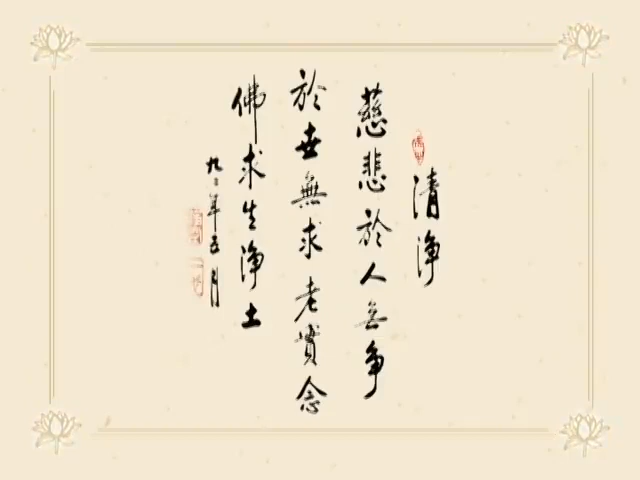 清淨
慈悲於人無爭
於世無求老實念
佛求生淨土
九二年五月